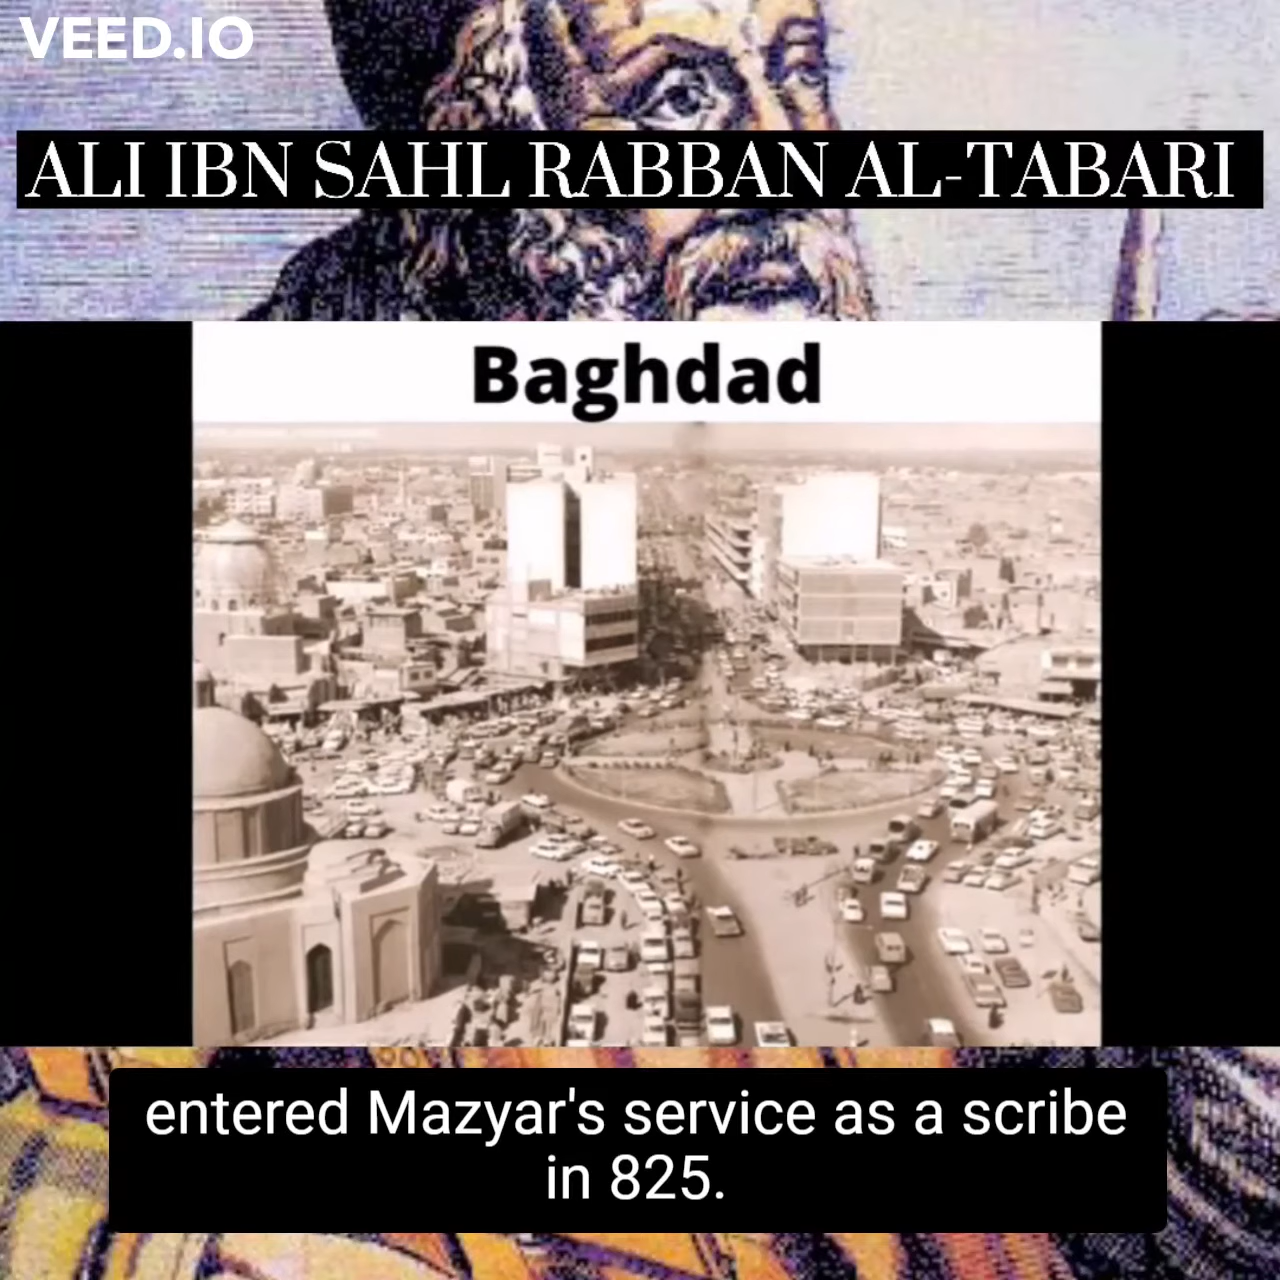 VEED.IO
ALI IBN SAHL RABBAN AL-TABARI
Baghdad
entered Mazyar's service as a scribe
in 825.